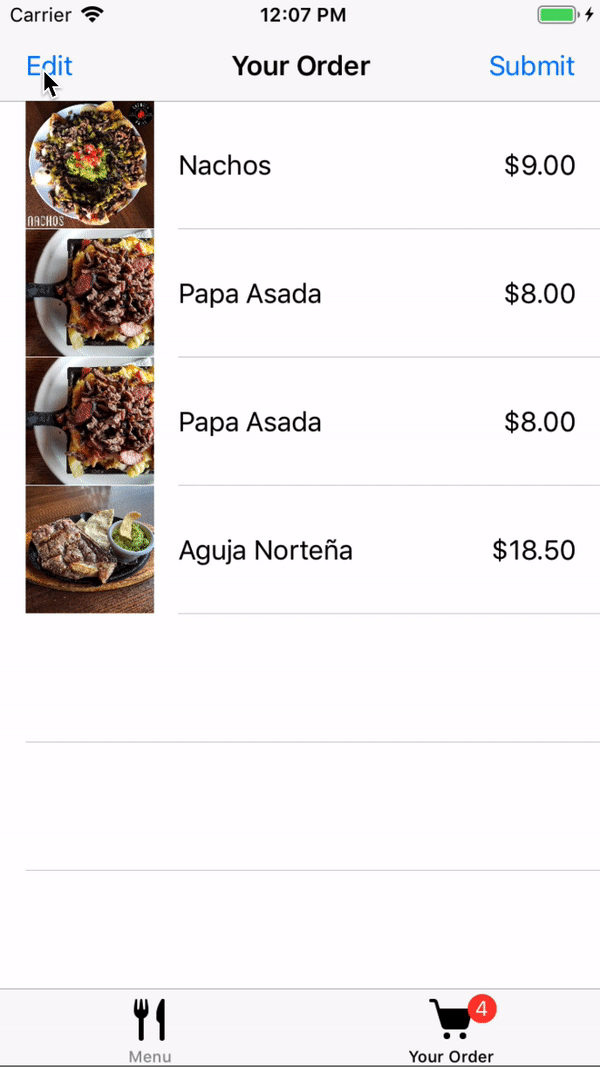 Carrier 12:07 PM
Edit Your Order Submit
NACHOS
Nachos $9.00
Papa Asada $8.00
Papa Asada $8.00
Aguja Norteña $18.50
4
Menu Your Order